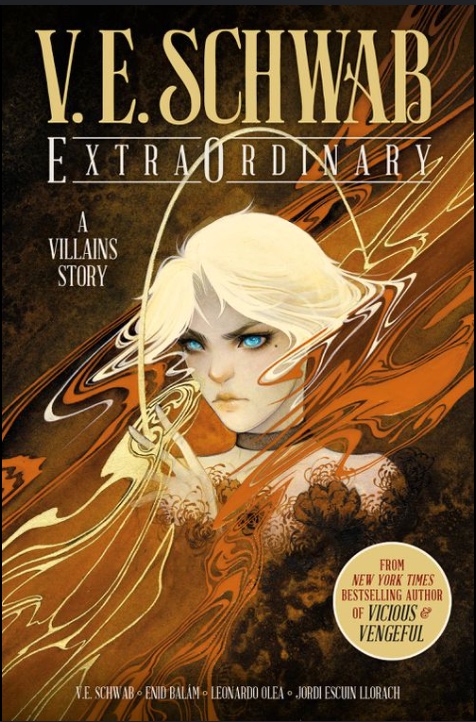 V. E. SCHWAB
EXTRAORDINARY
A
VILLAINS
STORY
FROM
NEW YORK TIMES
BESTSELLING AUTHOR
OF VICIOUS &
VENGEFUL
V.E. SCHWAB ◦ ENID BALÁM ◦ LEONARDO OLEA ◦ JORDI ESCUIN LLORACH